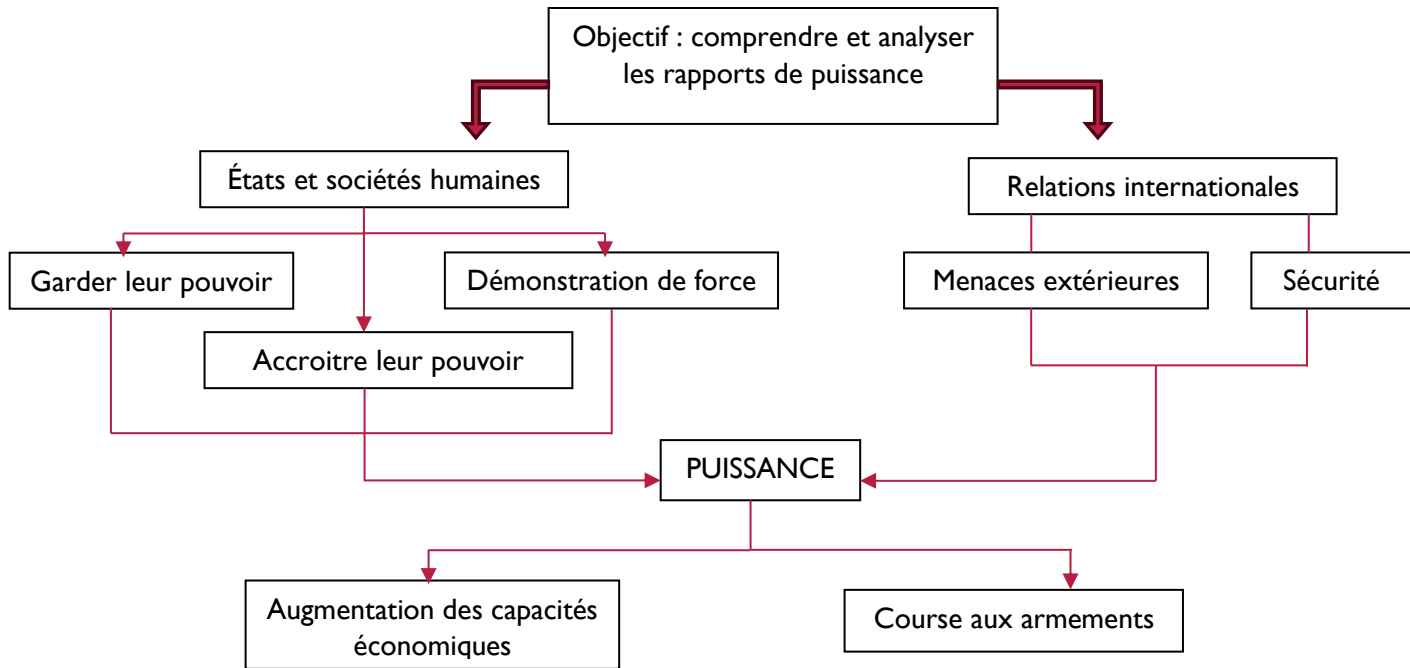 Objectif : comprendre et analyser
les rapports de puissance
États et sociétés humaines
Relations internationales
Garder leur pouvoir
Démonstration de force
Menaces extérieures
Sécurité
Accroitre leur pouvoir
PUISSANCE
Augmentation des capacités
économiques
Course aux armements